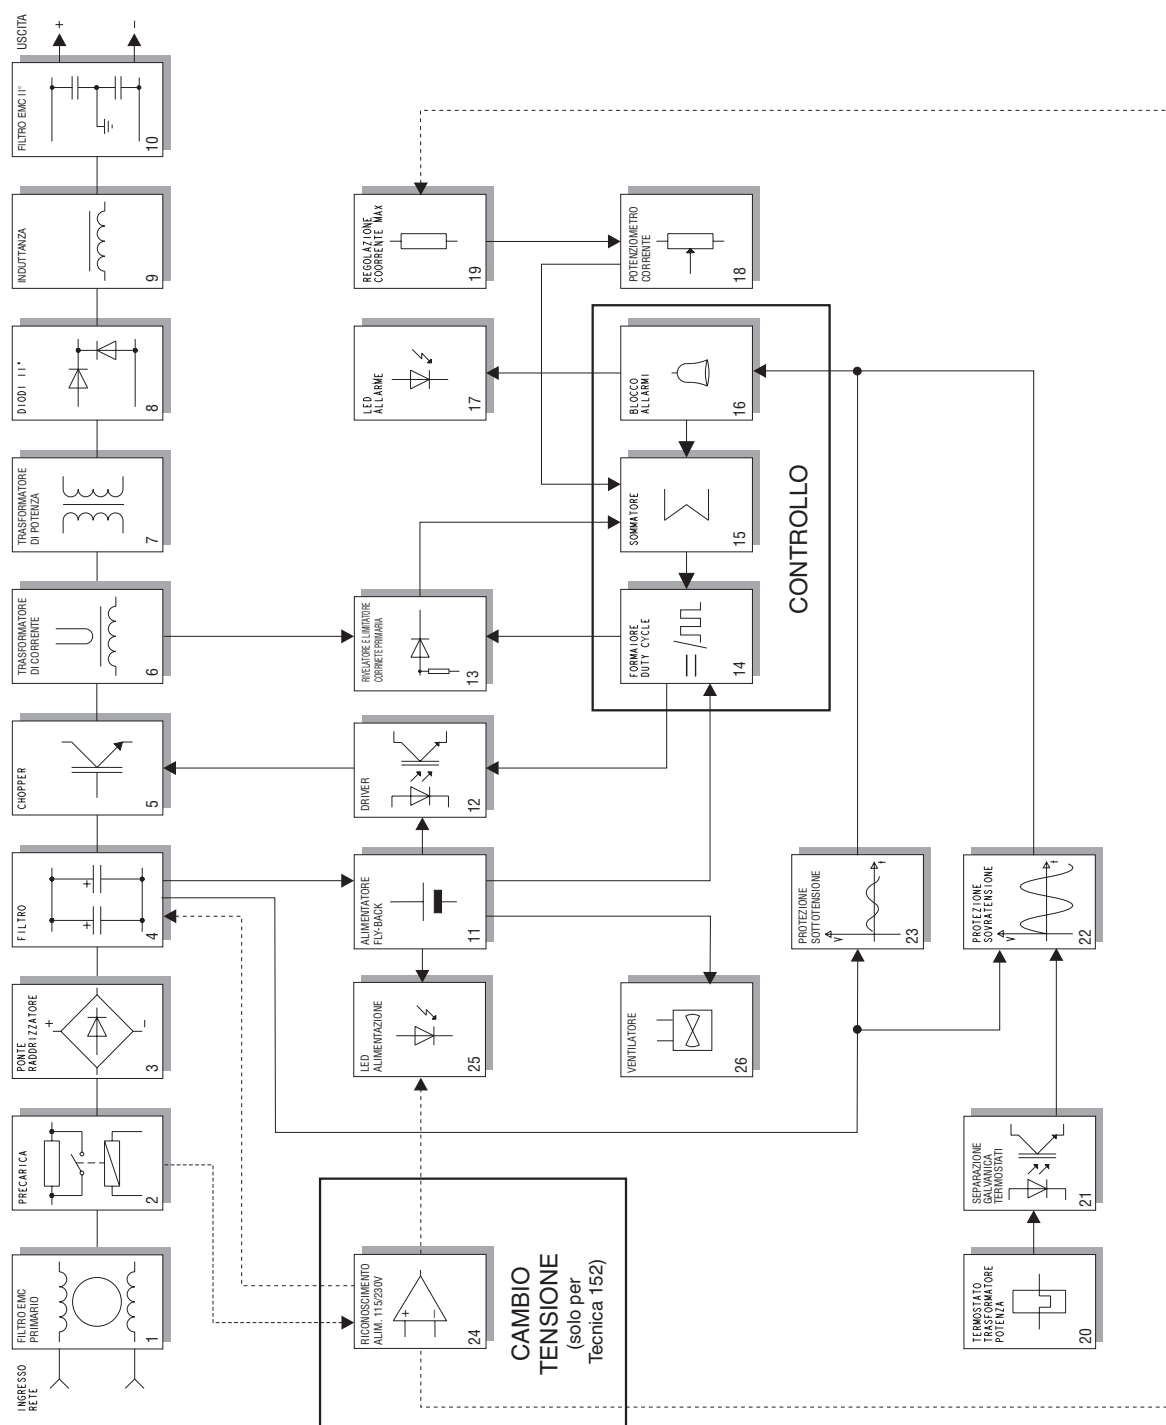 USCITA
+
−
FILTRO EMC II°
10
INDUTTANZA
9
DIODI II°
8
TRASFORMATORE
DI POTENZA
7
TRASFORMATORE
DI CORRENTE
6
CHOPPER
5
FILTRO
+
+
4
PONTE
RADDRIZZATORE
+
−
3
PRECARICA
2
FILTRO EMC
PRIMARIO
1
INGRESSO
RETE
REGOLAZIONE
COORRENTE MAX
19
LED
ALLARME
17
RIVELATORE E LIMITATORE
CORRNETE PRIMARIA
13
DRIVER
12
ALIMENTATORE
FLY-BACK
11
LED
ALIMENTAZIONE
25
RICONOSCIMENTO
ALIM. 115/230V
+
−
24
CAMBIO
TENSIONE
(solo per
Tecnica 152)
POTENZIOMETRO
CORRENTE
18
BLOCCO
ALLARMI
16
SOMMATORE
15
FORMAIORE
DUTY CYCLE
=/
14
CONTROLLO
VENTILATORE
26
PROTEZIONE
SOTTOTENSIONE
V
t
23
PROTEZIONE
SOVRATENSIONE
V
t
22
SEPARAZIONE
GALVANICA
TERMOSTATI
21
TERMOSTATO
TRASFORMATORE
POTENZA
20